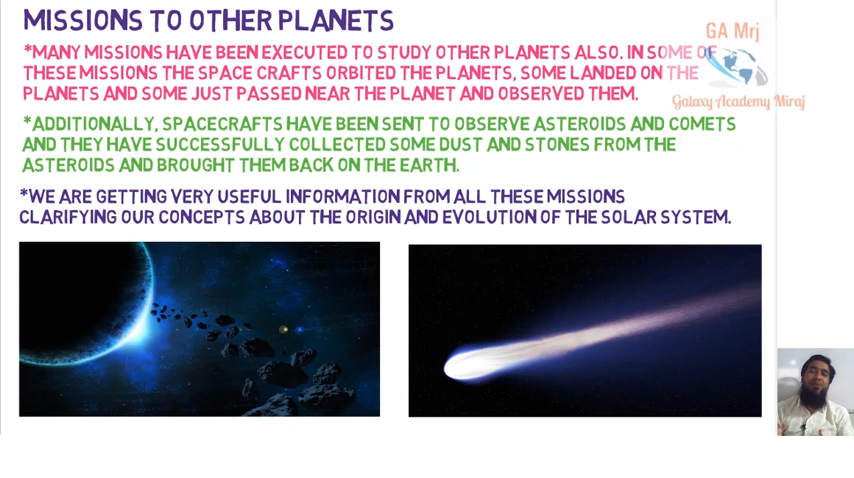 MISSIONS TO OTHER PLANETS
GA Mrj
*MANY MISSIONS HAVE BEEN EXECUTED TO STUDY OTHER PLANETS ALSO. IN SOME OF
THESE MISSIONS THE SPACE CRAFTS ORBITED THE PLANETS, SOME LANDED ON THE
PLANETS AND SOME JUST PASSED NEAR THE PLANET AND OBSERVED THEM.
Galaxy Academy Miraj
*ADDITIONALLY, SPACECRAFTS HAVE BEEN SENT TO OBSERVE ASTEROIDS AND COMETS
AND THEY HAVE SUCCESSFULLY COLLECTED SOME DUST AND STONES FROM THE
ASTEROIDS AND BROUGHT THEM BACK ON THE EARTH.
*WE ARE GETTING VERY USEFUL INFORMATION FROM ALL THESE MISSIONS
CLARIFYING OUR CONCEPTS ABOUT THE ORIGIN AND EVOLUTION OF THE SOLAR SYSTEM.